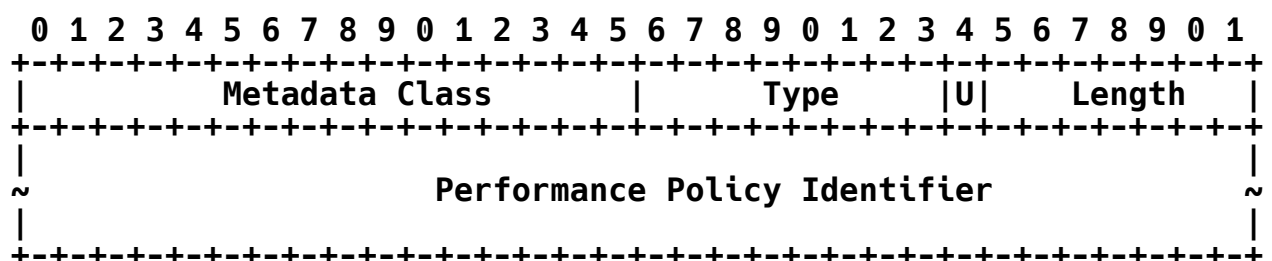 0 1 2 3 4 5 6 7 8 9 0 1 2 3 4 5 6 7 8 9 0 1 2 3 4 5 6 7 8 9 0 1
+-+-+-+-+-+-+-+-+-+-+-+-+-+-+-+-+-+-+-+-+-+-+-+-+-+-+-+-+-+-+-+-+
|          Metadata Class       |      Type     |U|    Length   |
+-+-+-+-+-+-+-+-+-+-+-+-+-+-+-+-+-+-+-+-+-+-+-+-+-+-+-+-+-+-+-+-+
|                                                               |
~                     Performance Policy Identifier             ~
|                                                               |
+-+-+-+-+-+-+-+-+-+-+-+-+-+-+-+-+-+-+-+-+-+-+-+-+-+-+-+-+-+-+-+-+